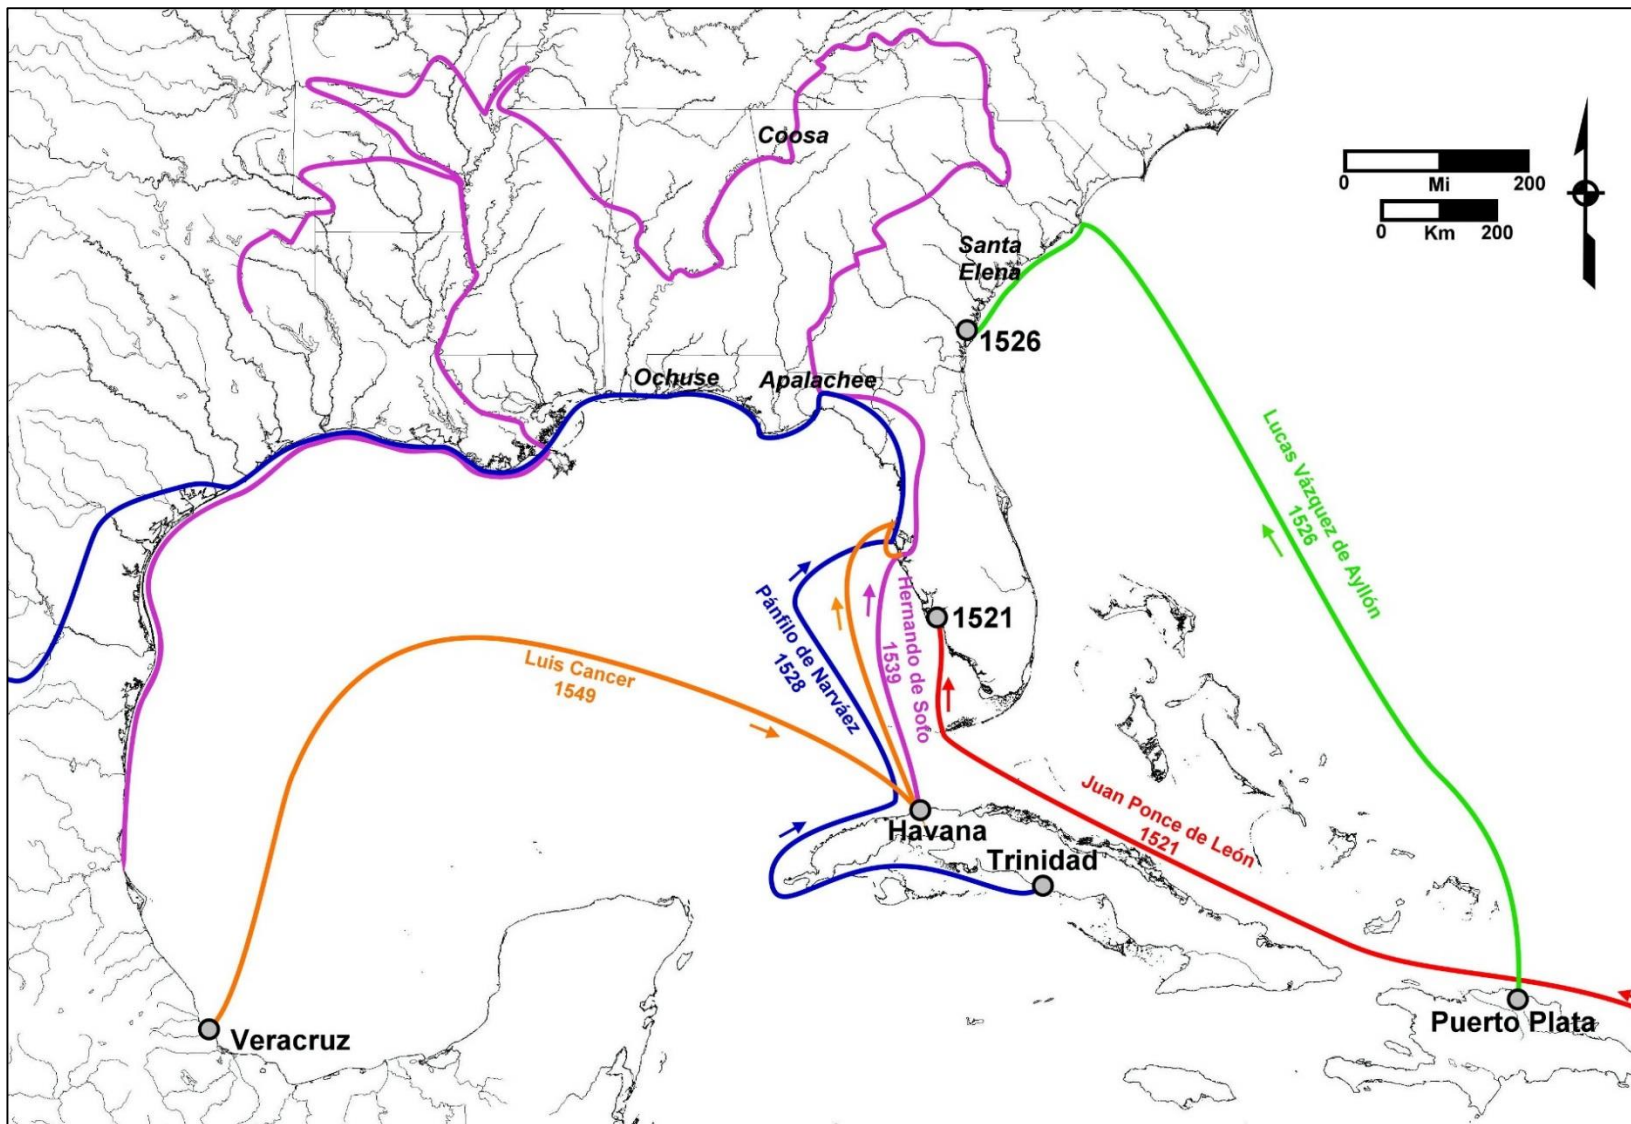 Coosa
0 Mi 200
0 Km 200
Santa
Elena
1526
Ochuse
Apalachee
Lucas Vázquez de Ayllón
1526
1521
Hernando de Soto
1539
Pánfilo de Narváez
1528
Luis Cancer
1549
Juan Ponce de León
1521
Havana
Trinidad
Puerto Plata
Veracruz